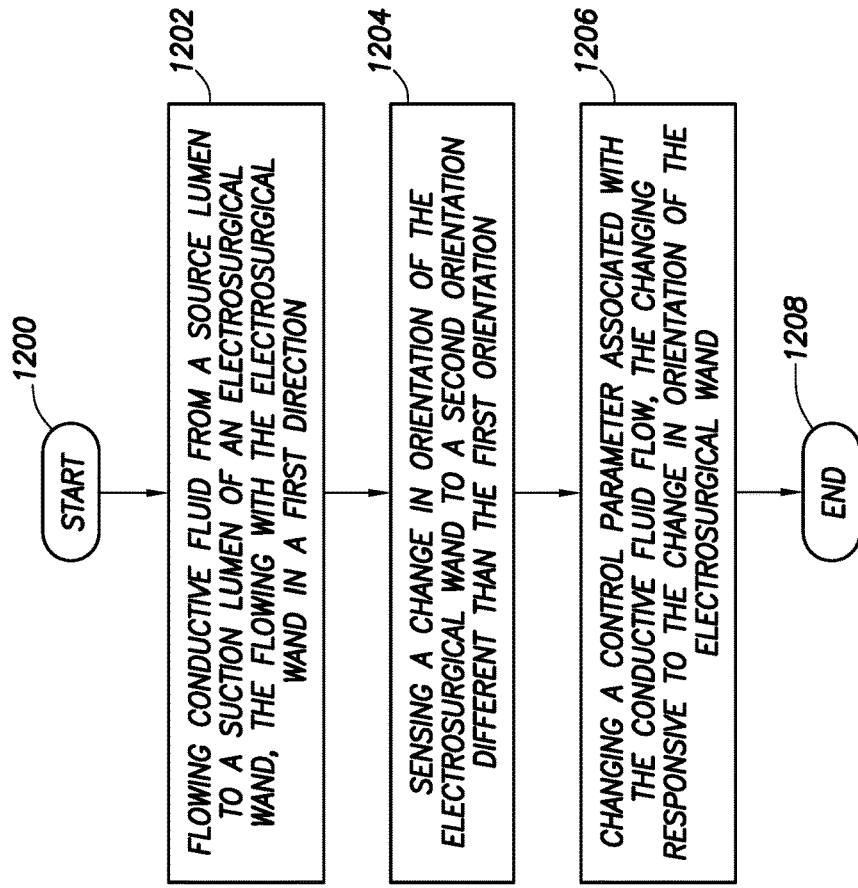 1200
START
1202
FLOWING CONDUCTIVE FLUID FROM A SOURCE LUMEN
TO A SUCTION LUMEN OF AN ELECTROSURGICAL
WAND, THE FLOWING WITH THE ELECTROSURGICAL
WAND IN A FIRST DIRECTION
1204
SENSING A CHANGE IN ORIENTATION OF THE
ELECTROSURGICAL WAND TO A SECOND ORIENTATION
DIFFERENT THAN THE FIRST ORIENTATION
1206
CHANGING A CONTROL PARAMETER ASSOCIATED WITH
THE CONDUCTIVE FLUID FLOW, THE CHANGING
RESPONSIVE TO THE CHANGE IN ORIENTATION OF THE
ELECTROSURGICAL WAND
1208
END